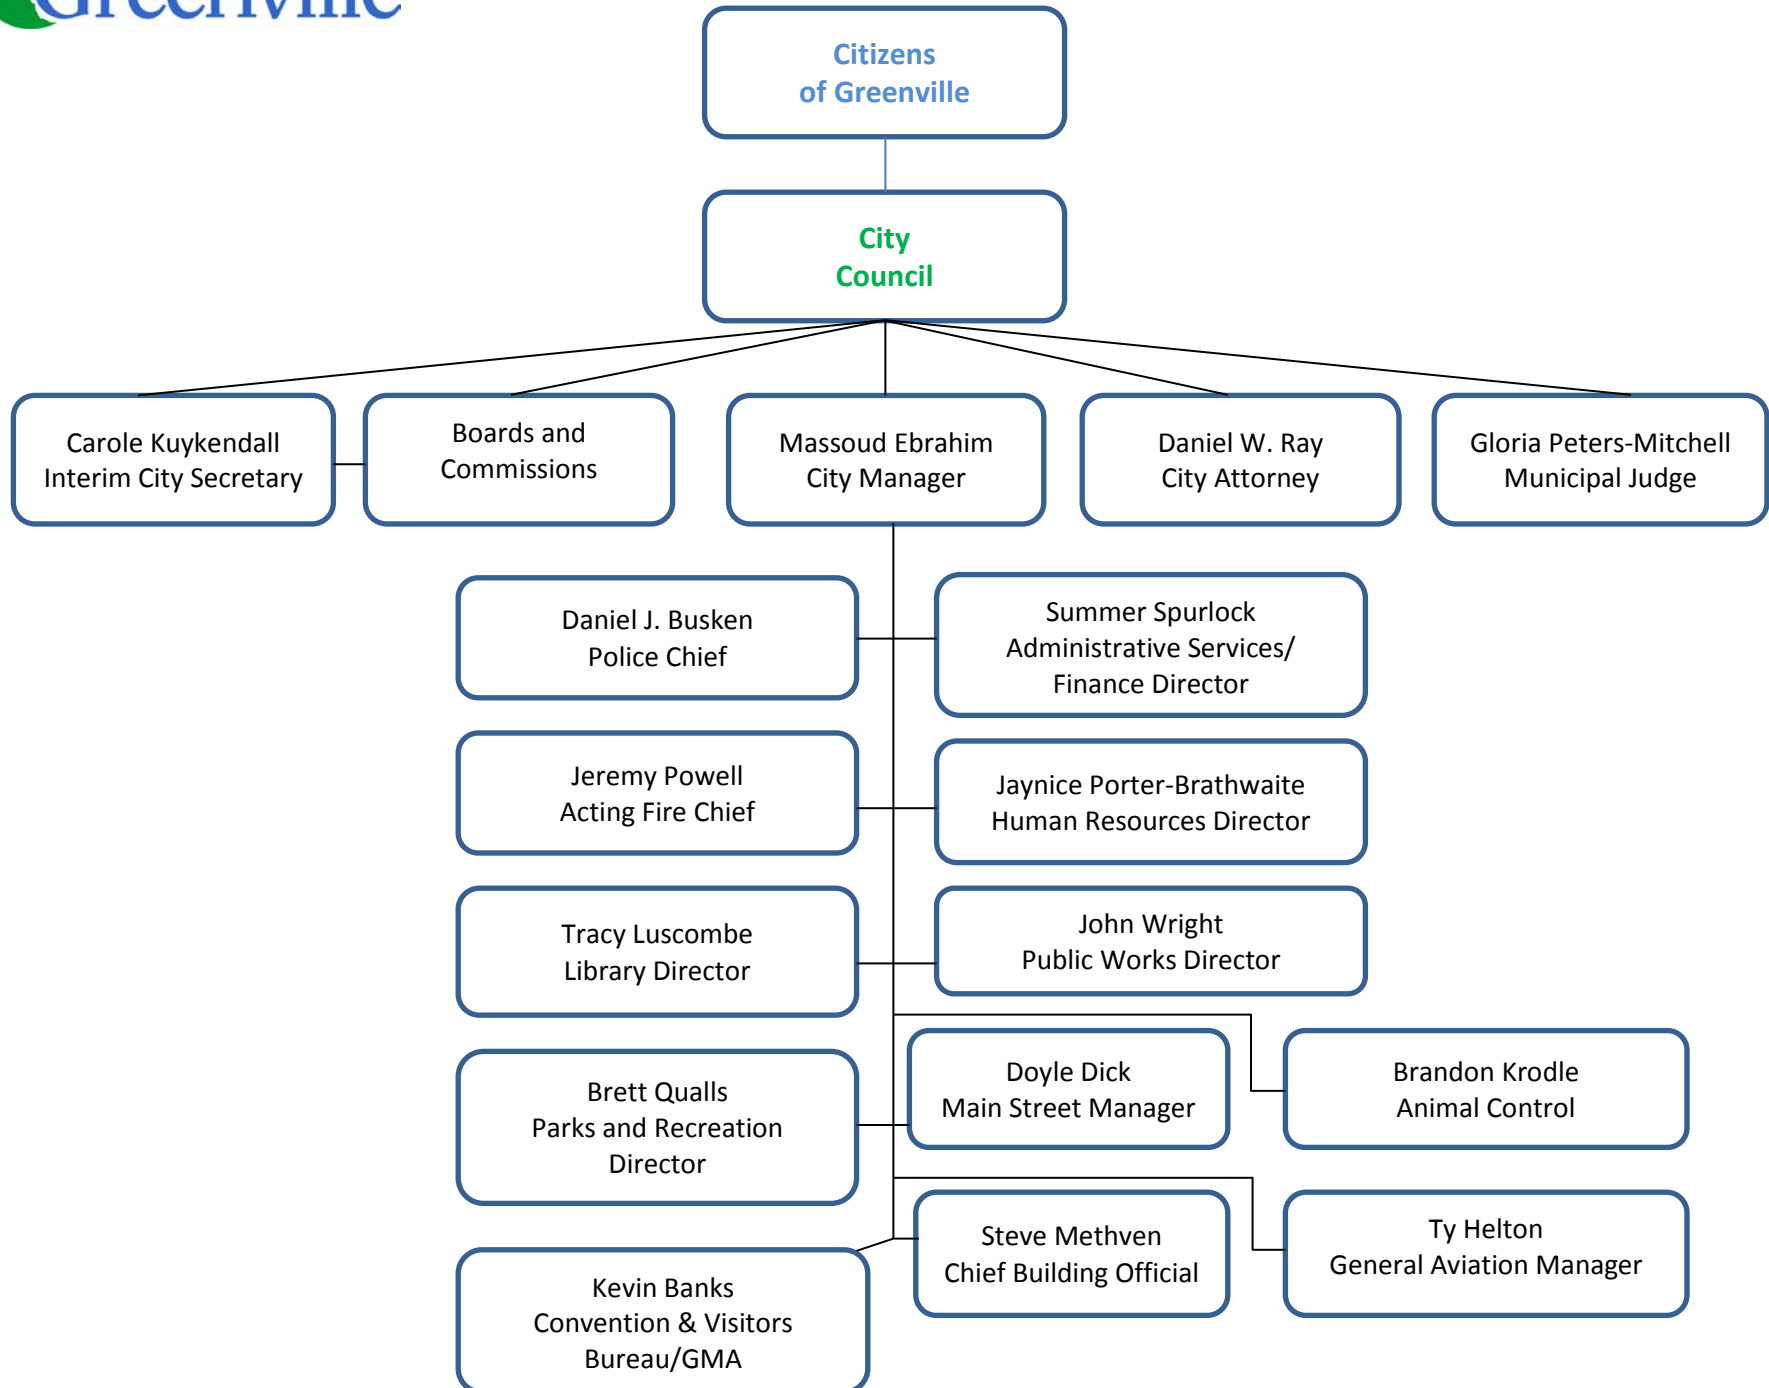 Greenville
Citizens
of Greenville
City
Council
Carole Kuykendall
Interim City Secretary
Boards and
Commissions
Massoud Ebrahim
City Manager
Daniel W. Ray
City Attorney
Gloria Peters-Mitchell
Municipal Judge
Daniel J. Busken
Police Chief
Summer Spurlock
Administrative Services/
Finance Director
Jeremy Powell
Acting Fire Chief
Jaynice Porter-Brathwaite
Human Resources Director
Tracy Luscombe
Library Director
John Wright
Public Works Director
Brett Qualls
Parks and Recreation
Director
Doyle Dick
Main Street Manager
Brandon Krodle
Animal Control
Kevin Banks
Convention & Visitors
Bureau/GMA
Steve Methven
Chief Building Official
Ty Helton
General Aviation Manager